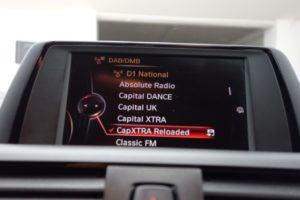 DAB/DMB
D1 National
Absolute Radio
Capital DANCE
Capital UK
Capital XTRA
CapXTRA Reloaded
Classic FM